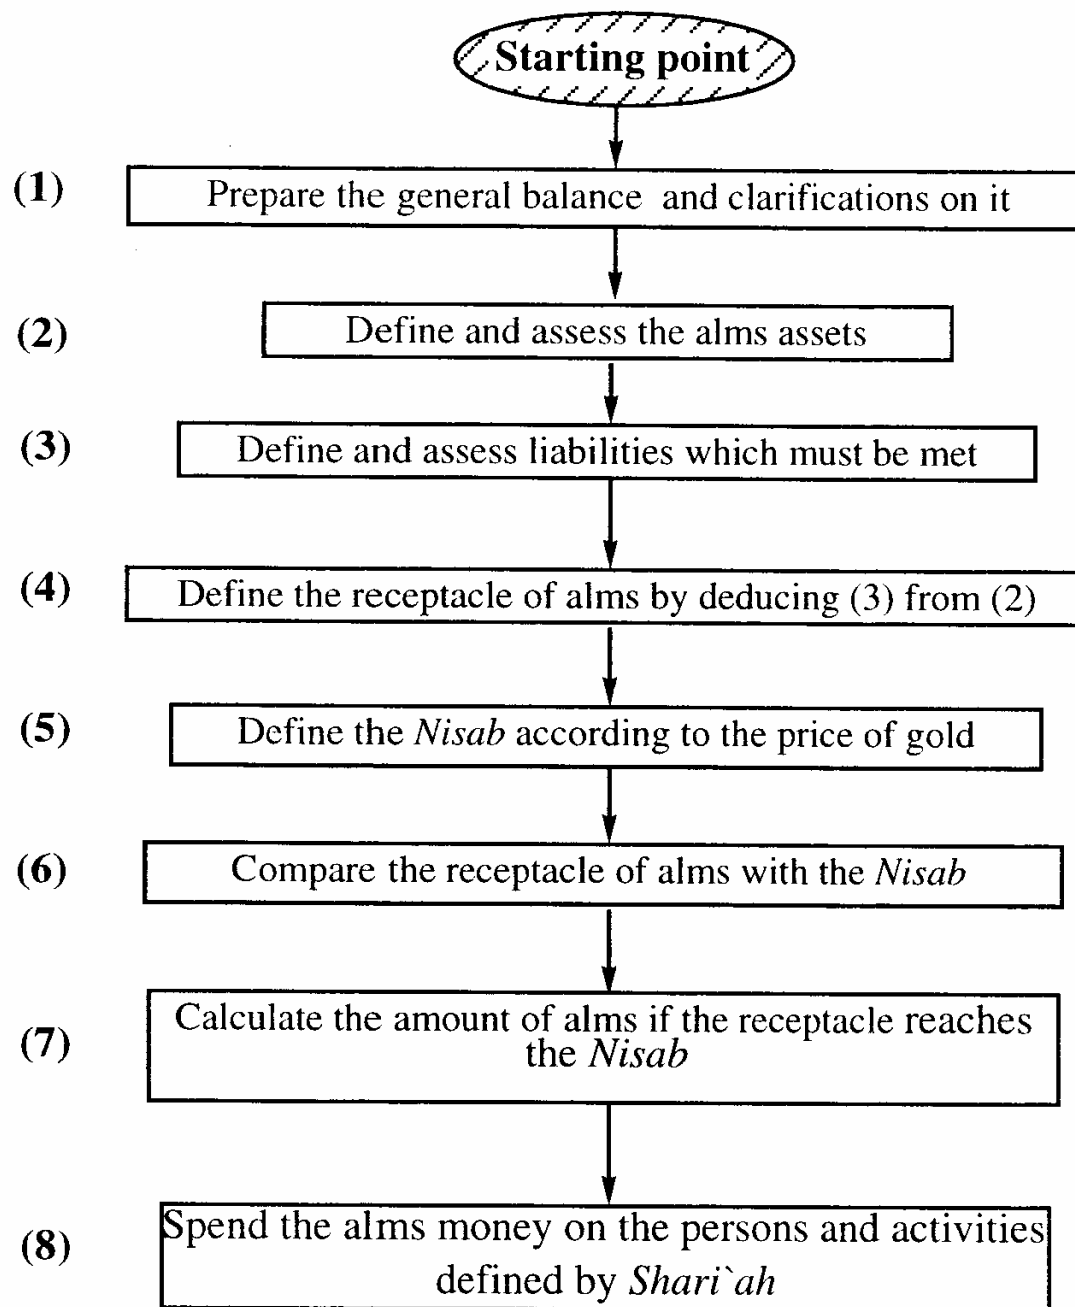 Starting point
(1) Prepare the general balance and clarifications on it
(2) Define and assess the alms assets
(3) Define and assess liabilities which must be met
(4) Define the receptacle of alms by deducing (3) from (2)
(5) Define the Nisab according to the price of gold
(6) Compare the receptacle of alms with the Nisab
(7) Calculate the amount of alms if the receptacle reaches
the Nisab
(8) Spend the alms money on the persons and activities
defined by Shari`ah